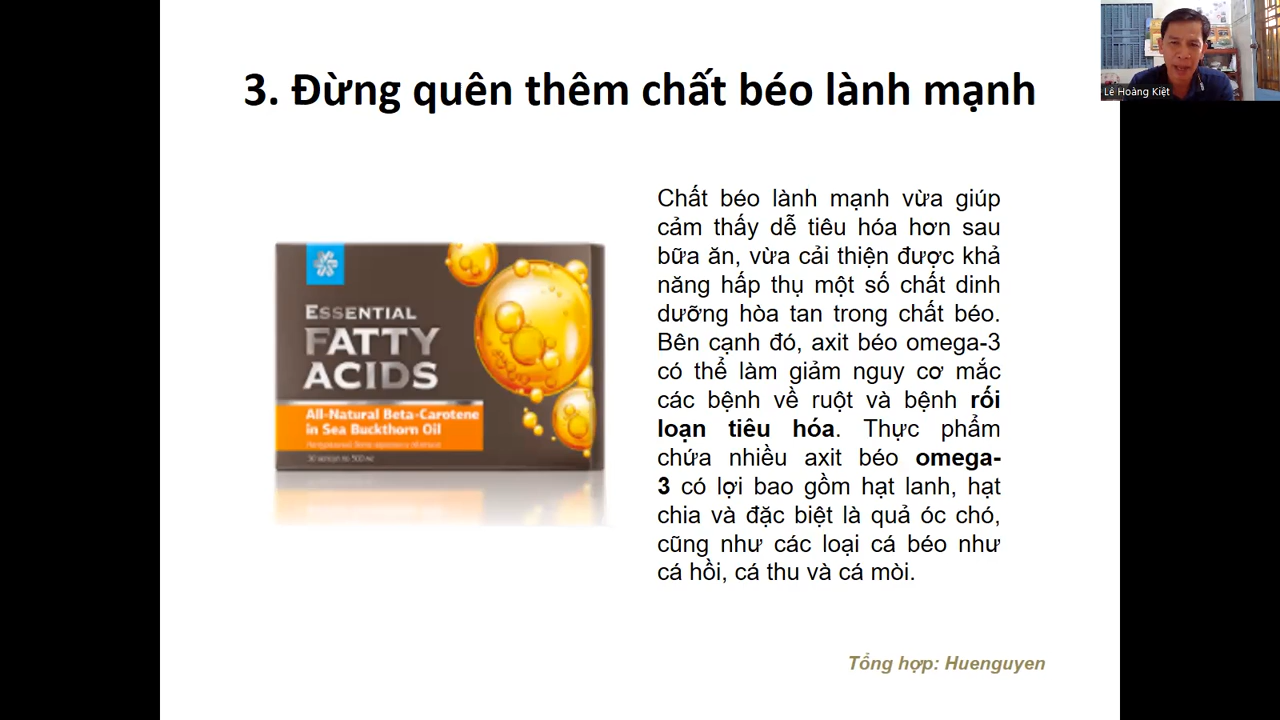 3. Đừng quên thêm chất béo lành mạnh
Lê Hoàng Kiệt
ESSENTIAL
FATTY
ACIDS
All-Natural Beta-Carotene
in Sea Buckthorn Oil
Chất béo lành mạnh vừa giúp
cảm thấy dễ tiêu hóa hơn sau
bữa ăn, vừa cải thiện được khả
năng hấp thụ một số chất dinh
dưỡng hòa tan trong chất béo.
Bên cạnh đó, axit béo omega-3
có thể làm giảm nguy cơ mắc
các bệnh về ruột và bệnh rối
loạn tiêu hóa. Thực phẩm
chứa nhiều axit béo omega-
3 có lợi bao gồm hạt lanh, hạt
chia và đặc biệt là quả óc chó,
cũng như các loại cá béo như
cá hồi, cá thu và cá mòi.
Tổng hợp: Huenguyen